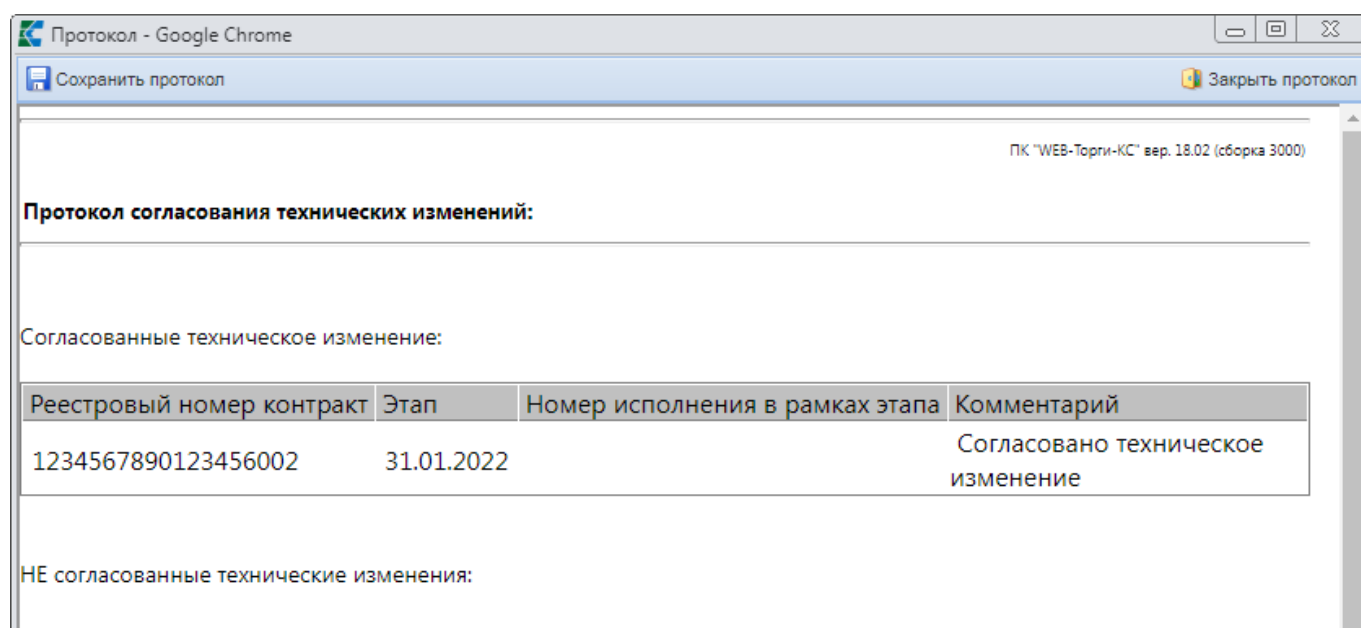 Протокол - Google Chrome
Сохранить протокол
Закрыть протокол
ПК "WEB-Торги-КС" вер. 18.02 (сборка 3000)
Протокол согласования технических изменений:
Согласованные техническое изменение:
Реестровый номер контракт Этап Номер исполнения в рамках этапа Комментарий
1234567890123456002 31.01.2022 Согласовано техническое
изменение
НЕ согласованные технические изменения: